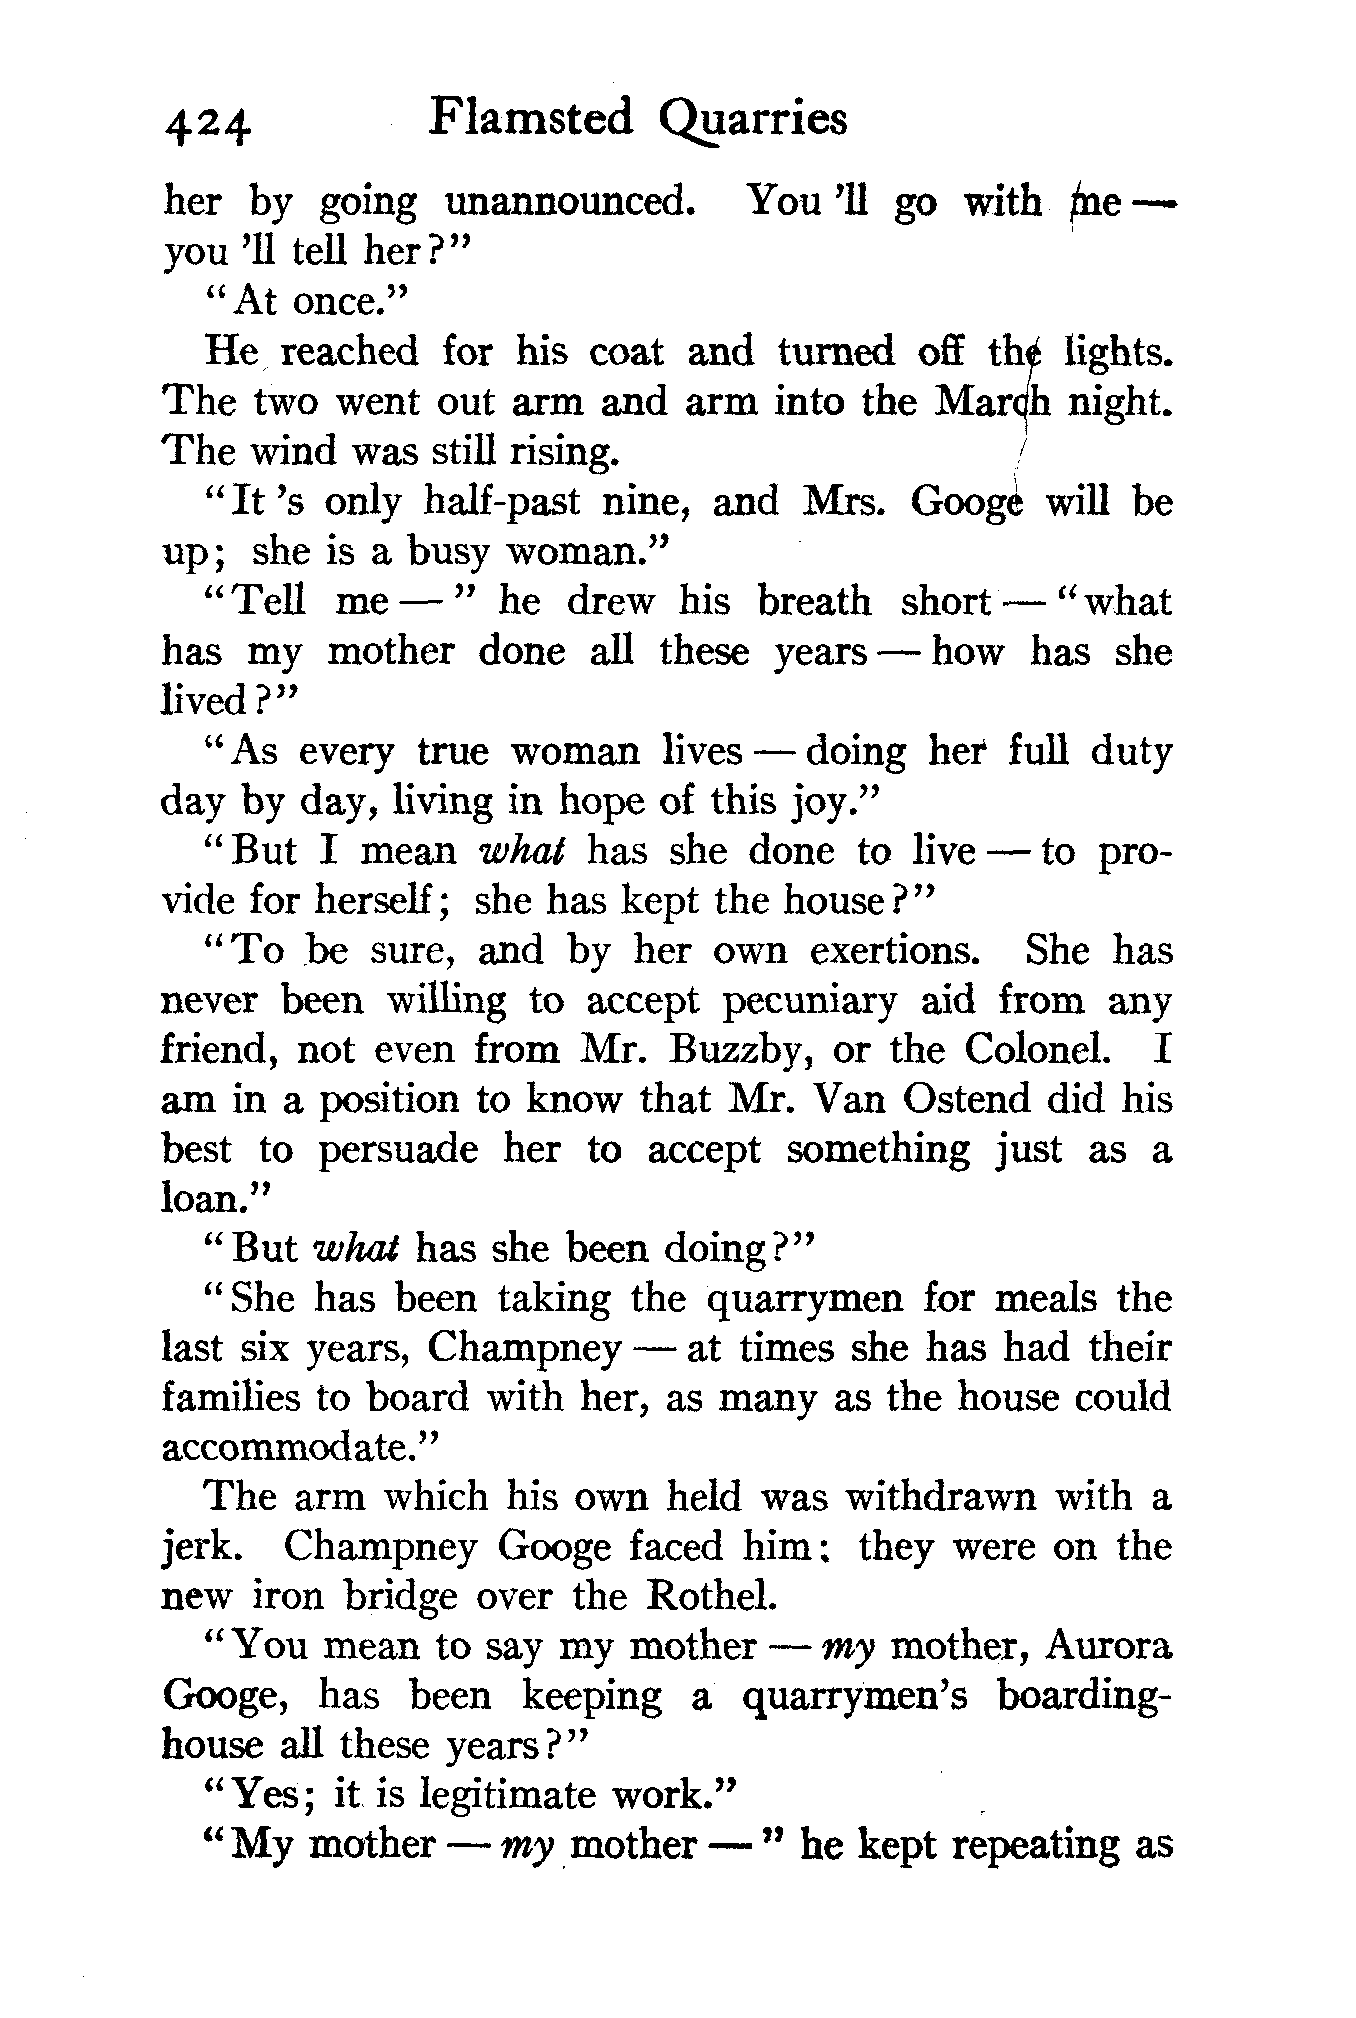 424 Flamsted Quarries
her by going unannounced. You 'll go with me —
you 'll tell her?"
"At once."
He reached for his coat and turned off the lights.
The two went out arm and arm into the March night.
The wind was still rising.
"It 's only half-past nine, and Mrs. Googe will be
up; she is a busy woman."
"Tell me — " he drew his breath short — "what
has my mother done all these years — how has she
lived?"
"As every true woman lives — doing her full duty
day by day, living in hope of this joy."
"But I mean what has she done to live — to pro-
vide for herself; she has kept the house?"
"To be sure, and by her own exertions. She has
never been willing to accept pecuniary aid from any
friend, not even from Mr. Buzzby, or the Colonel. I
am in a position to know that Mr. Van Ostend did his
best to persuade her to accept something just as a
loan."
"But what has she been doing?"
"She has been taking the quarrymen for meals the
last six years, Champney — at times she has had their
families to board with her, as many as the house could
accommodate."
The arm which his own held was withdrawn with a
jerk. Champney Googe faced him: they were on the
new iron bridge over the Rothel.
"You mean to say my mother — my mother, Aurora
Googe, has been keeping a quarrymen's boarding-
house all these years?"
"Yes; it is legitimate work."
"My mother — my mother — " he kept repeating as